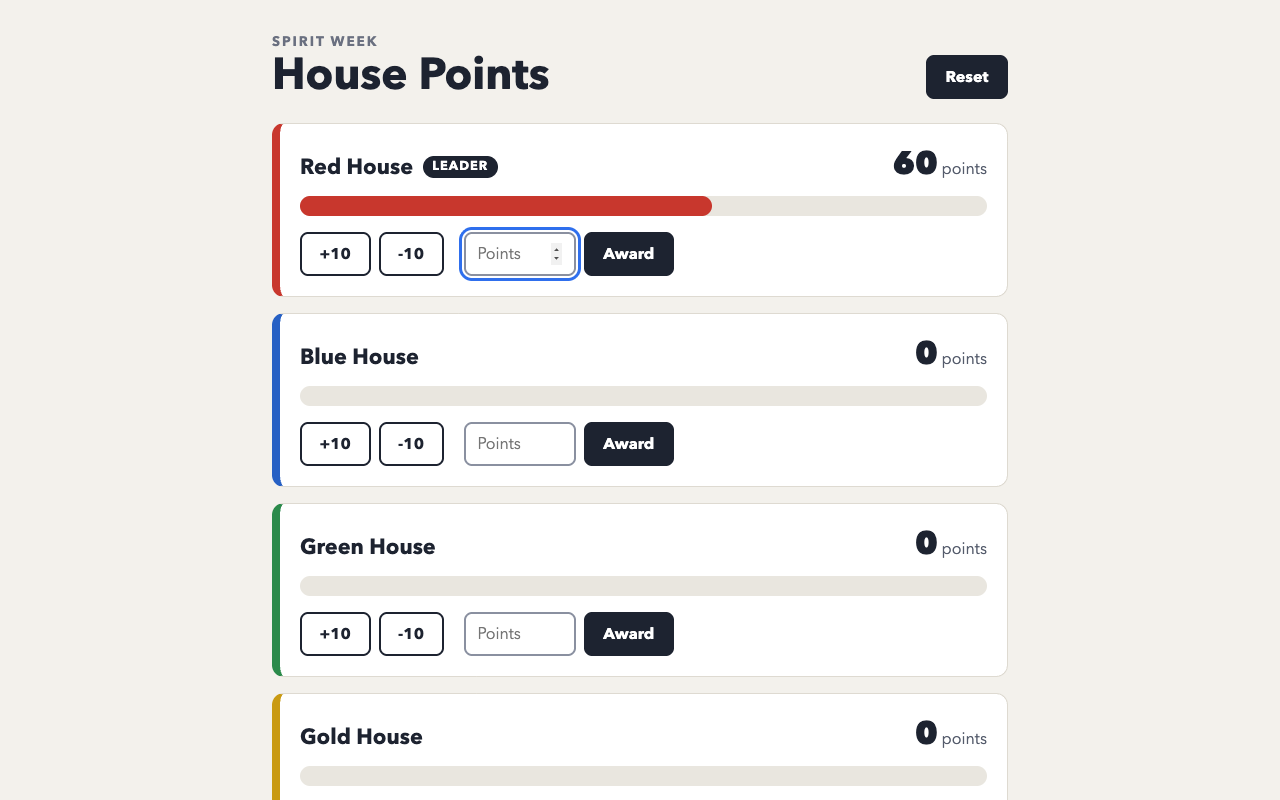 SPIRIT WEEK
House Points
Reset
Red House LEADER 60 points
+10 -10 Points Award
Blue House 0 points
+10 -10 Points Award
Green House 0 points
+10 -10 Points Award
Gold House 0 points